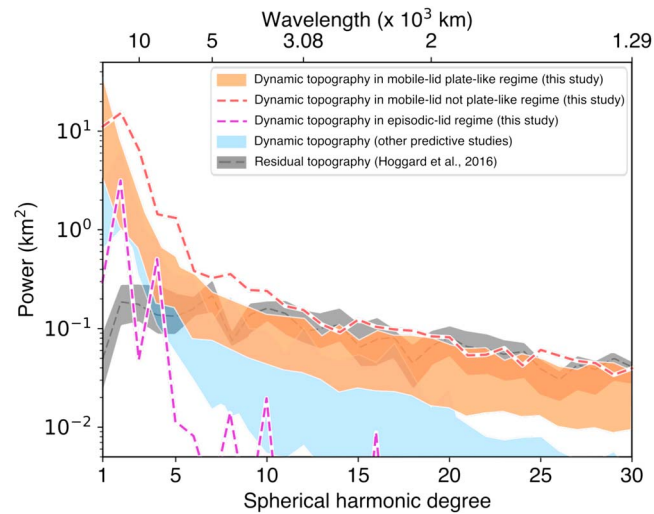 Wavelength (x 10³ km)
10 5 3.08 2 1.29
Dynamic topography in mobile-lid plate-like regime (this study)
Dynamic topography in mobile-lid not plate-like regime (this study)
Dynamic topography in episodic-lid regime (this study)
Dynamic topography (other predictive studies)
Residual topography (Hoggard et al., 2016)
Power (km²)
10¹
10⁰
10⁻¹
10⁻²
1 5 10 15 20 25 30
Spherical harmonic degree